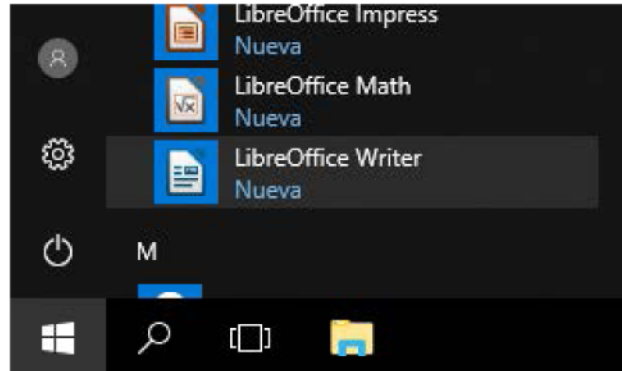 LibreOffice Impress
Nueva
LibreOffice Math
Nueva
LibreOffice Writer
Nueva
M